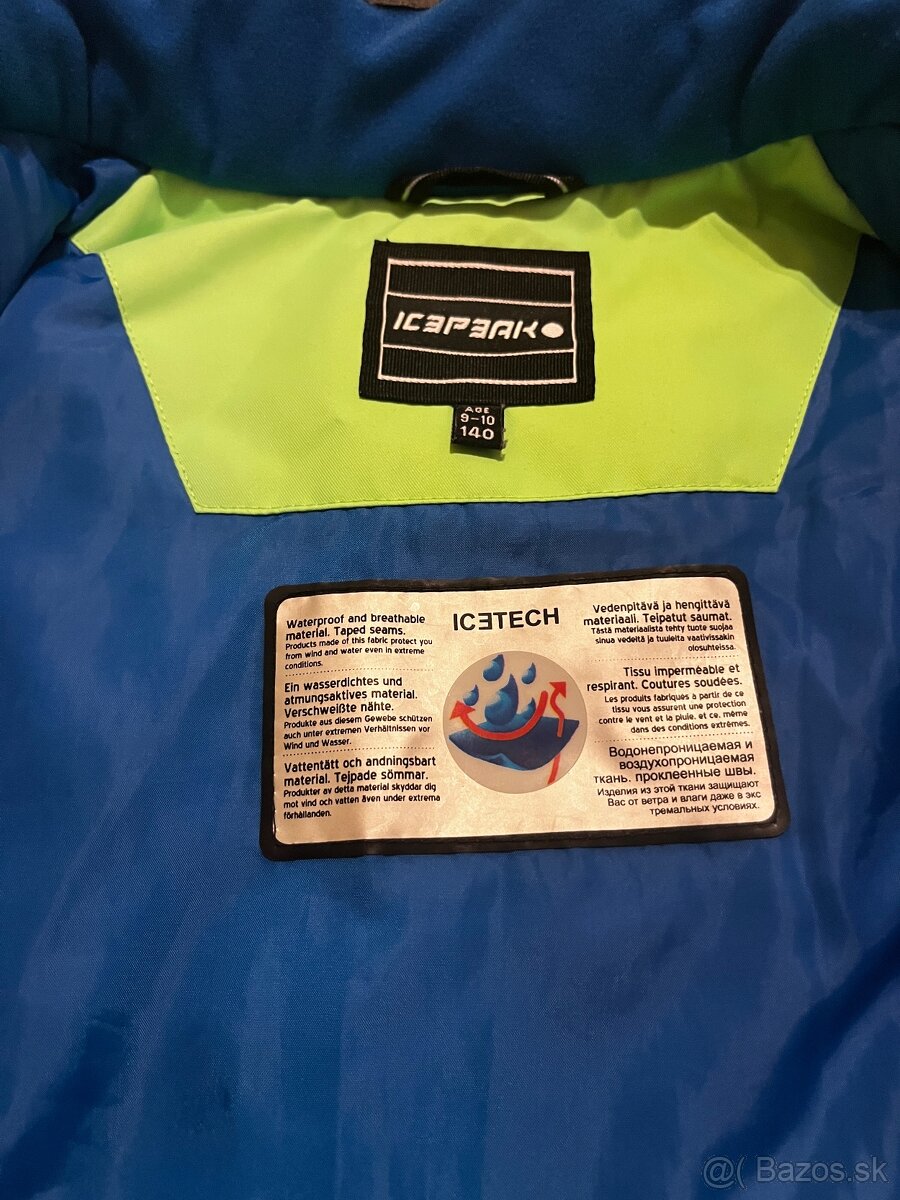 ICEPEAK
AGE
9-10
140
ICETECH
Waterproof and breathable
material. Taped seams.
Products made of this fabric protect you
from wind and water even in extreme
conditions.
Ein wasserdichtes und
atmungsaktives material.
Verschweißte nähte.
Produkte aus diesem Gewebe schützen
auch unter extremen Verhältnissen vor
Wind und Wasser.
Vattentätt och andningsbart
material. Tejpade sömmar.
Produkter av detta material skyddar dig
mot vind och vatten även under extrema
förhållanden.
Vedenpitävä ja hengittävä
materiaali. Teipatut saumat.
Tästä materiaalista tehty tuote suojaa
sinua vedeltä ja tuulelta vaativissakin
olosuhteissa.
Tissu imperméable et
respirant. Coutures soudées.
Les produits fabriqués à partir de ce
tissu vous assurent une protection
contre le vent et la pluie, et ce, même
dans des conditions extrêmes.
Водонепроницаемая и
воздухопроницаемая
ткань. проклеенные швы.
Изделия из этой ткани защищают
Вас от ветра и влаги даже в экс
тремальных условиях.
@( Bazos.sk